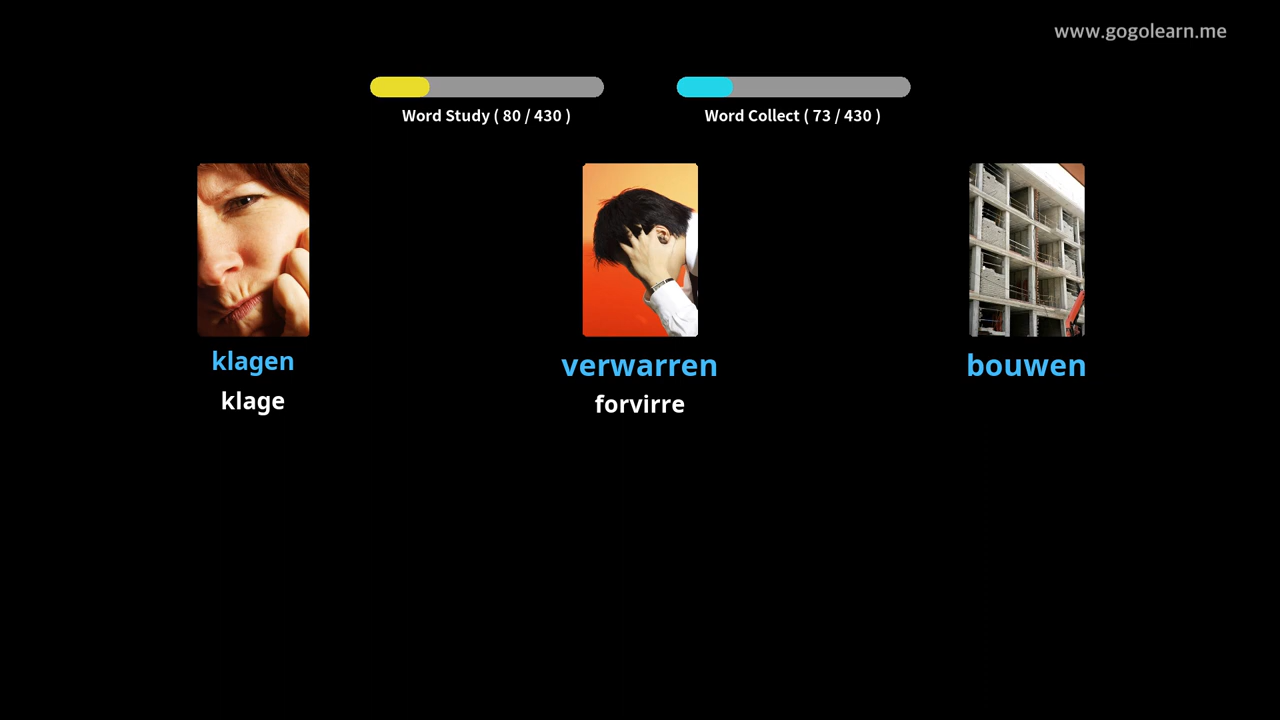 www.gogolearn.me
Word Study ( 80 / 430 )
Word Collect ( 73 / 430 )
klagen
klage
verwarren
forvirre
bouwen